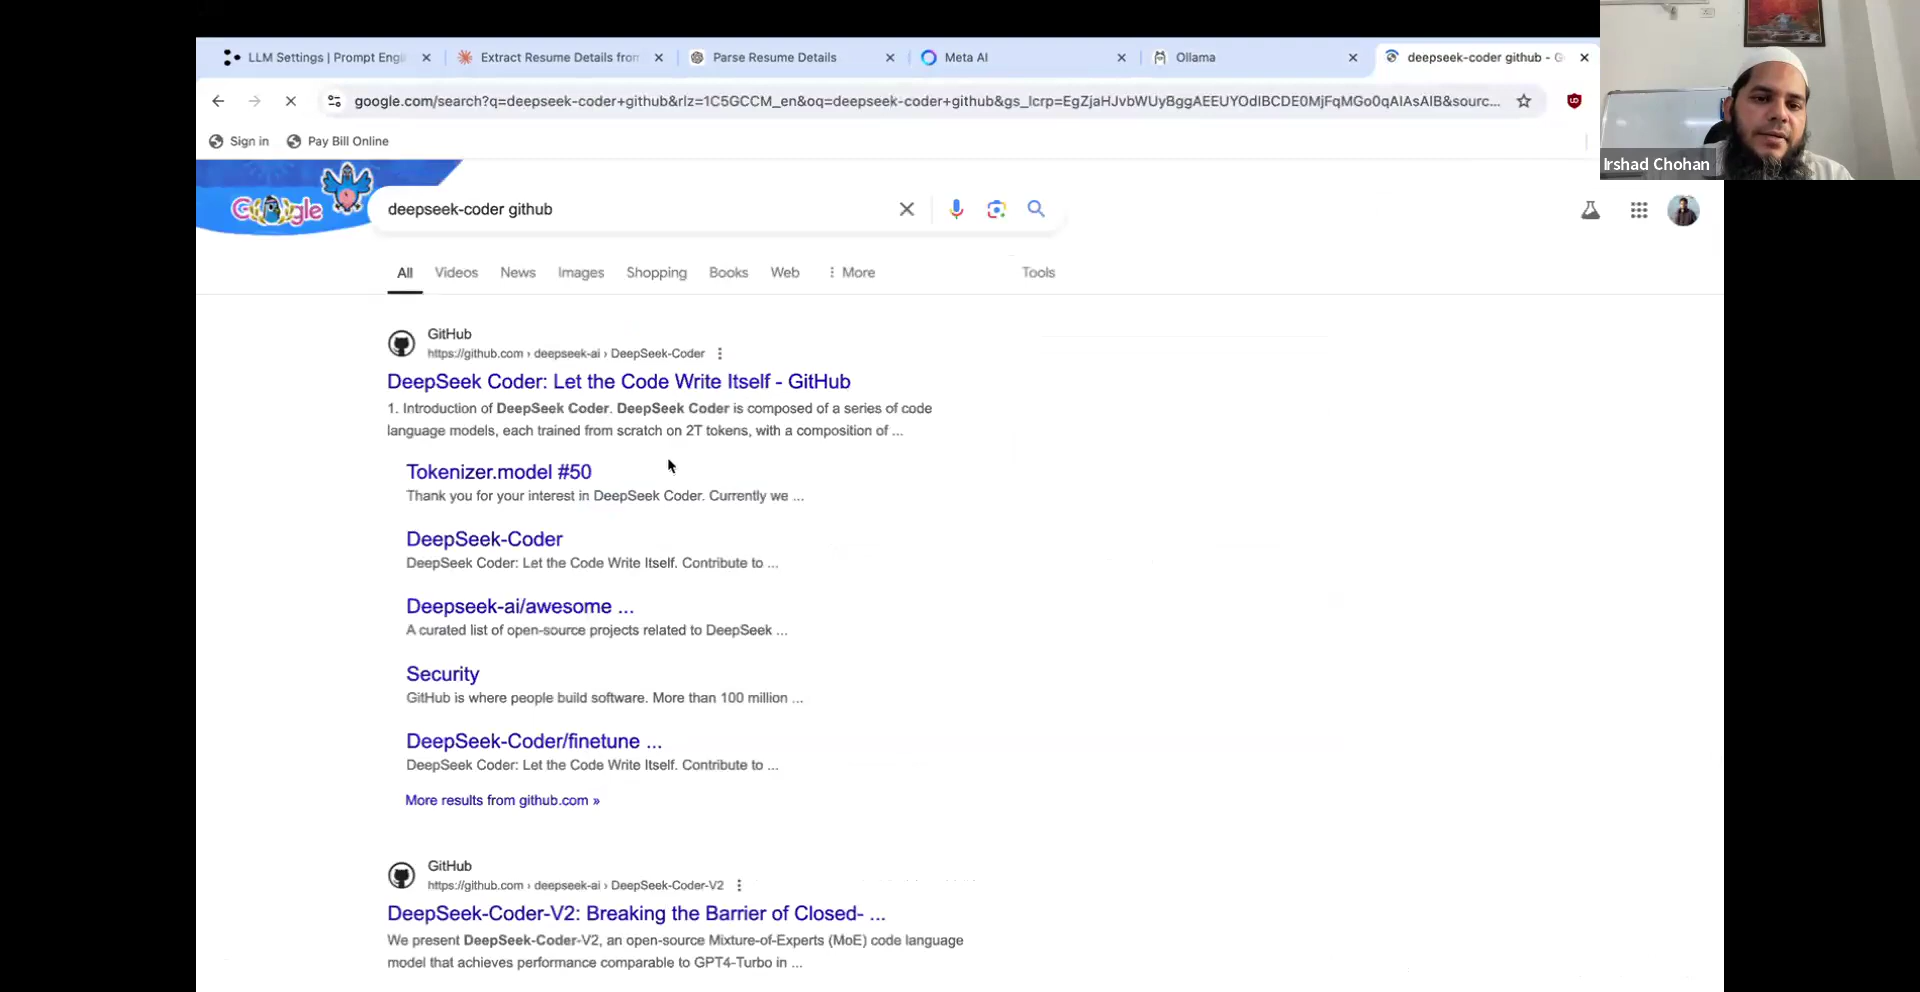 LLM Settings | Prompt Engi
Extract Resume Details from
Parse Resume Details
Meta AI
Ollama
deepseek-coder github - G
google.com/search?q=deepseek-coder+github&rlz=1C5GCCM_en&oq=deepseek-coder+github&gs_lcrp=EgZjaHJvbWUyBggAEEUYOdIBCDE0MjFqMGo0qAIAsAIB&sourc...
Sign in
Pay Bill Online
Irshad Chohan
Google
deepseek-coder github
All
Videos
News
Images
Shopping
Books
Web
More
Tools
GitHub
https://github.com › deepseek-ai › DeepSeek-Coder
DeepSeek Coder: Let the Code Write Itself - GitHub
1. Introduction of DeepSeek Coder. DeepSeek Coder is composed of a series of code
language models, each trained from scratch on 2T tokens, with a composition of ...
Tokenizer.model #50
Thank you for your interest in DeepSeek Coder. Currently we ...
DeepSeek-Coder
DeepSeek Coder: Let the Code Write Itself. Contribute to ...
Deepseek-ai/awesome ...
A curated list of open-source projects related to DeepSeek ...
Security
GitHub is where people build software. More than 100 million ...
DeepSeek-Coder/finetune ...
DeepSeek Coder: Let the Code Write Itself. Contribute to ...
More results from github.com »
GitHub
https://github.com › deepseek-ai › DeepSeek-Coder-V2
DeepSeek-Coder-V2: Breaking the Barrier of Closed- ...
We present DeepSeek-Coder-V2, an open-source Mixture-of-Experts (MoE) code language
model that achieves performance comparable to GPT4-Turbo in ...